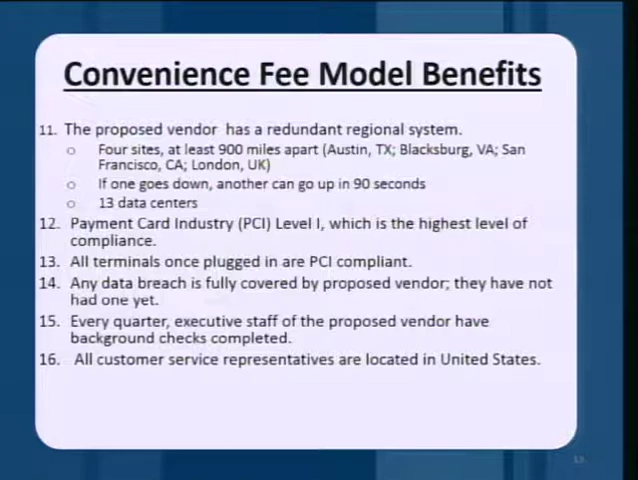 Convenience Fee Model Benefits
11. The proposed vendor has a redundant regional system.
o Four sites, at least 900 miles apart (Austin, TX; Blacksburg, VA; San
Francisco, CA; London, UK)
o If one goes down, another can go up in 90 seconds
o 13 data centers
12. Payment Card Industry (PCI) Level I, which is the highest level of
compliance.
13. All terminals once plugged in are PCI compliant.
14. Any data breach is fully covered by proposed vendor; they have not
had one yet.
15. Every quarter, executive staff of the proposed vendor have
background checks completed.
16. All customer service representatives are located in United States.